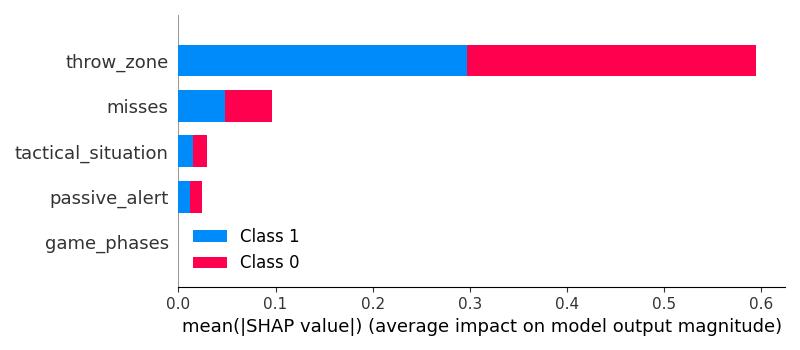 throw_zone
misses
tactical_situation
passive_alert
game_phases
Class 1
Class 0
0.0 0.1 0.2 0.3 0.4 0.5 0.6
mean(|SHAP value|) (average impact on model output magnitude)